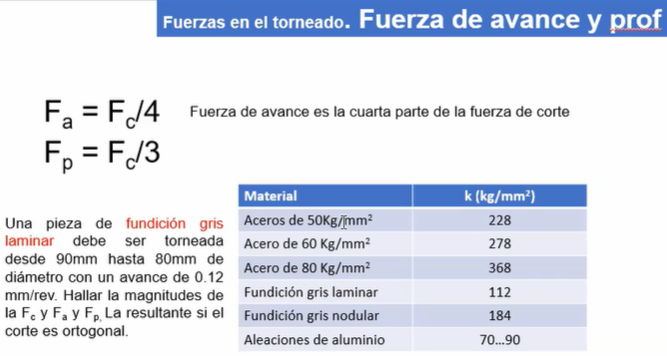 Fuerzas en el torneado. Fuerza de avance y prof
Fa = Fc/4 Fuerza de avance es la cuarta parte de la fuerza de corte
Fp = Fc/3
Una pieza de fundición gris
laminar debe ser torneada
desde 90mm hasta 80mm de
diámetro con un avance de 0.12
mm/rev. Hallar la magnitudes de
la Fc y Fa y Fp, La resultante si el
corte es ortogonal.
Material k (kg/mm²)
Aceros de 50Kg/mm² 228
Acero de 60 Kg/mm² 278
Acero de 80 Kg/mm² 368
Fundición gris laminar 112
Fundición gris nodular 184
Aleaciones de aluminio 70...90